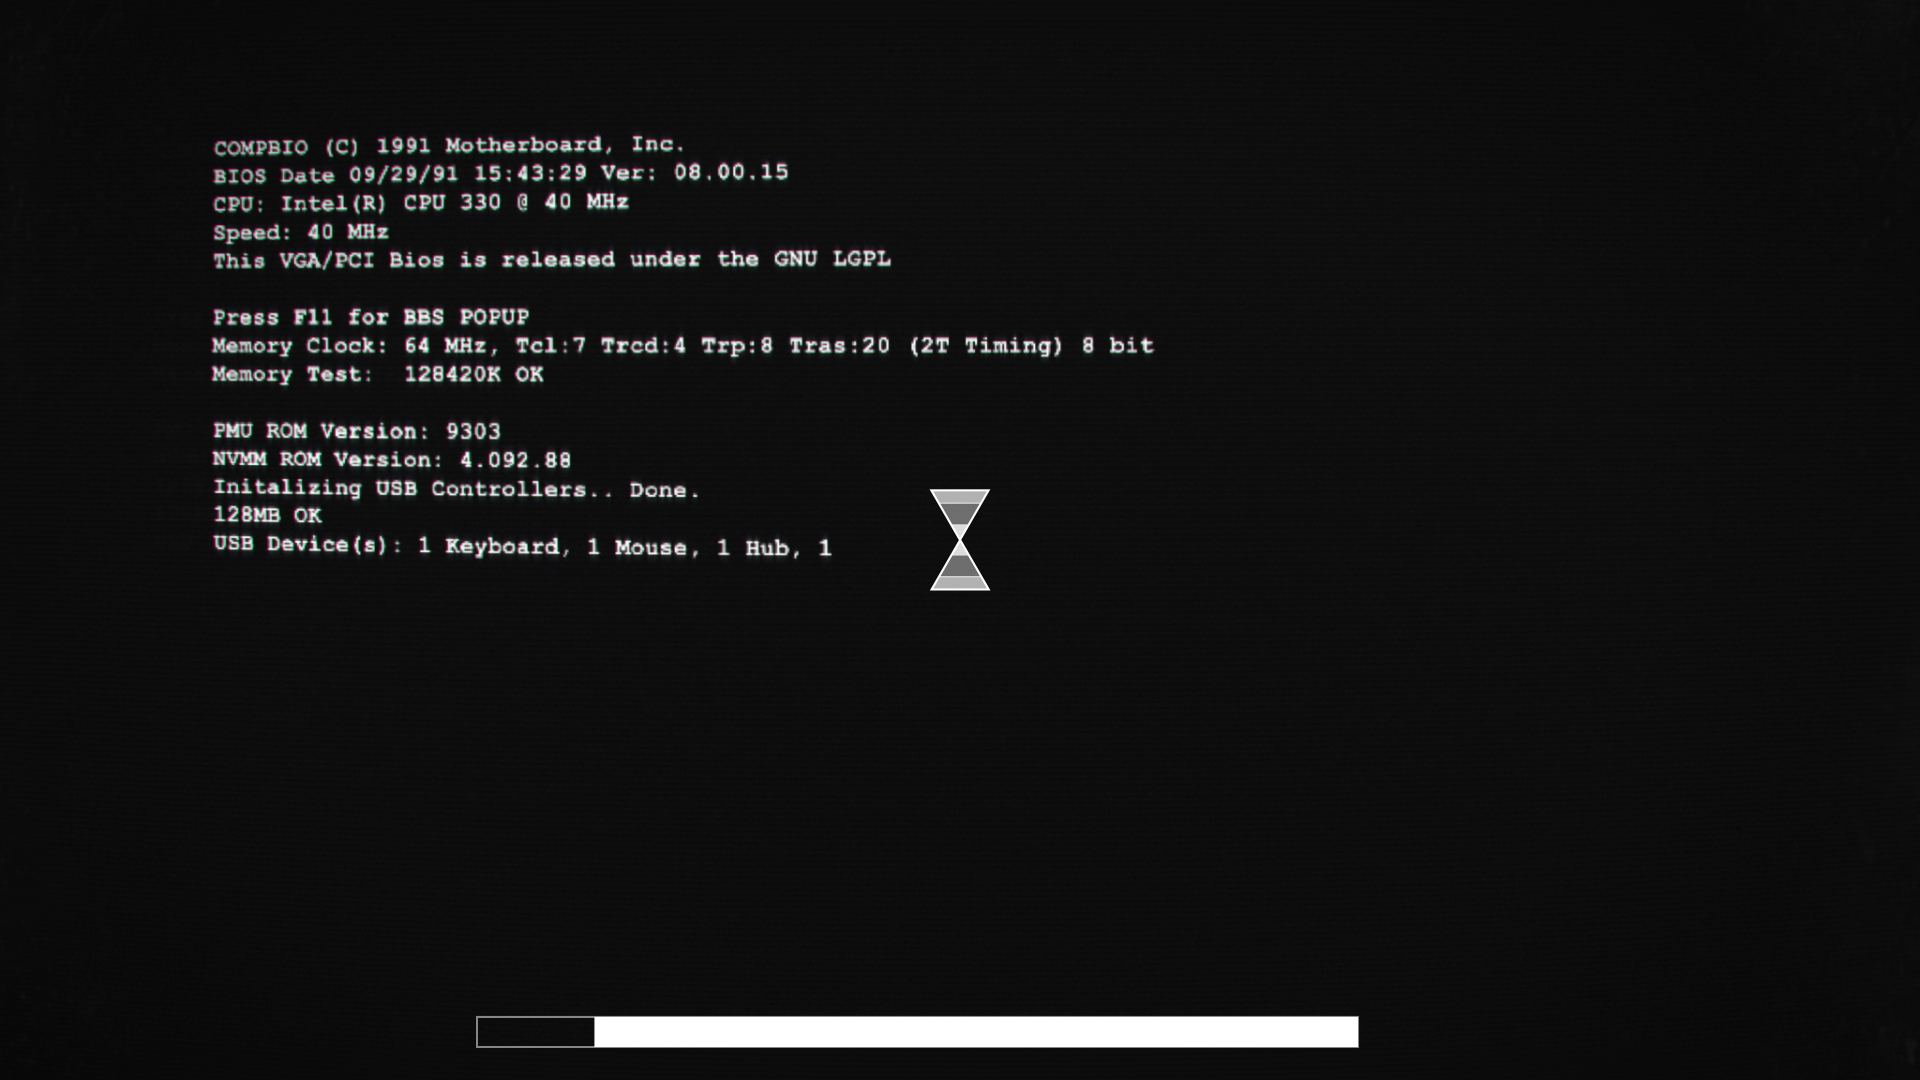 COMPBIO (C) 1991 Motherboard, Inc.
BIOS Date 09/29/91 15:43:29 Ver: 08.00.15
CPU: Intel(R) CPU 330 @ 40 MHz
Speed: 40 MHz
This VGA/PCI Bios is released under the GNU LGPL
Press F11 for BBS POPUP
Memory Clock: 64 MHz, Tcl:7 Trcd:4 Trp:8 Tras:20 (2T Timing) 8 bit
Memory Test:  128420K OK
PMU ROM Version: 9303
NVMM ROM Version: 4.092.88
Initalizing USB Controllers.. Done.
128MB OK
USB Device(s): 1 Keyboard, 1 Mouse, 1 Hub, 1